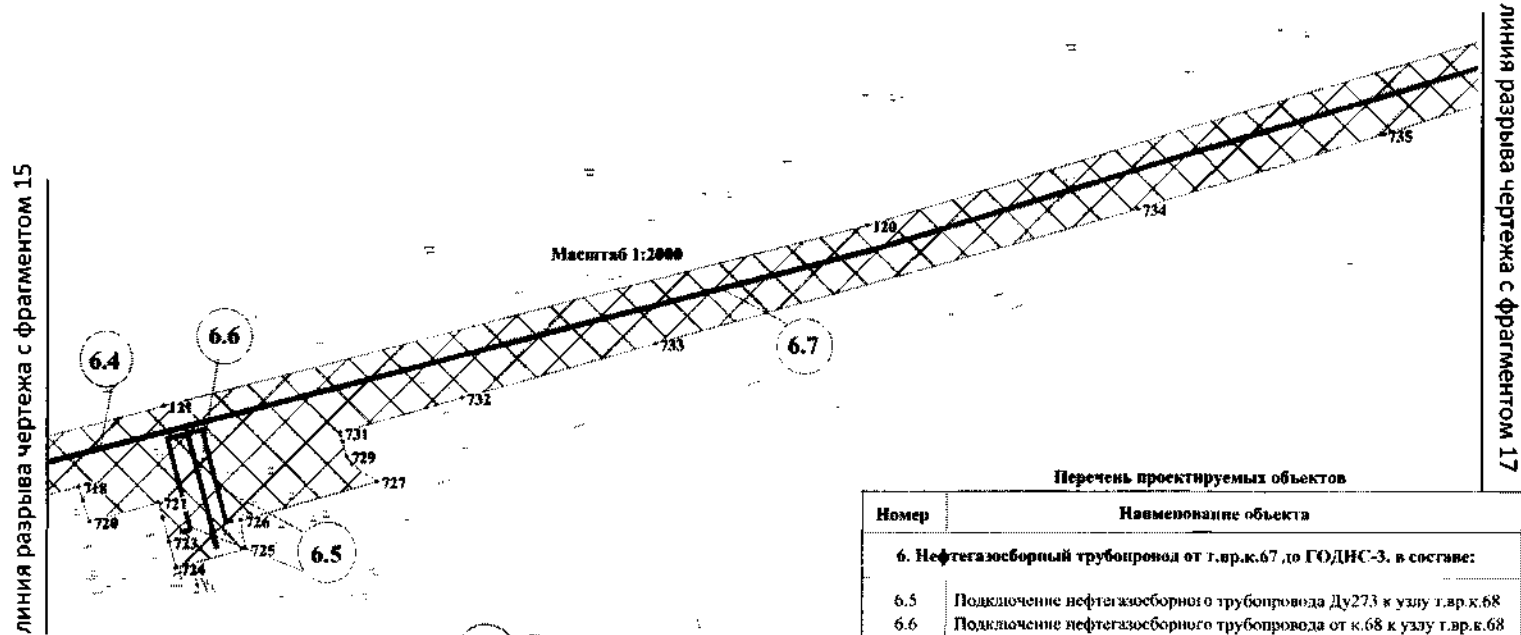 линия разрыва чертежа с фрагментом 15
линия разрыва чертежа с фрагментом 17
735
734
120
Масштаб 1:2000
6.7
733
6.6
6.4
732
121
731
729
727
718
720
721
726
723
725
724
6.5
Перечень проектируемых объектов
Номер Наименование объекта
6. Нефтегазосборный трубопровод от т.вр.к.67 до ГОДНС-3. в составе:
6.5 Подключение нефтегазосборного трубопровода Ду273 к узлу т.вр.к.68
6.6 Подключение нефтегазосборного трубопровода от к.68 к узлу т.вр.к.68